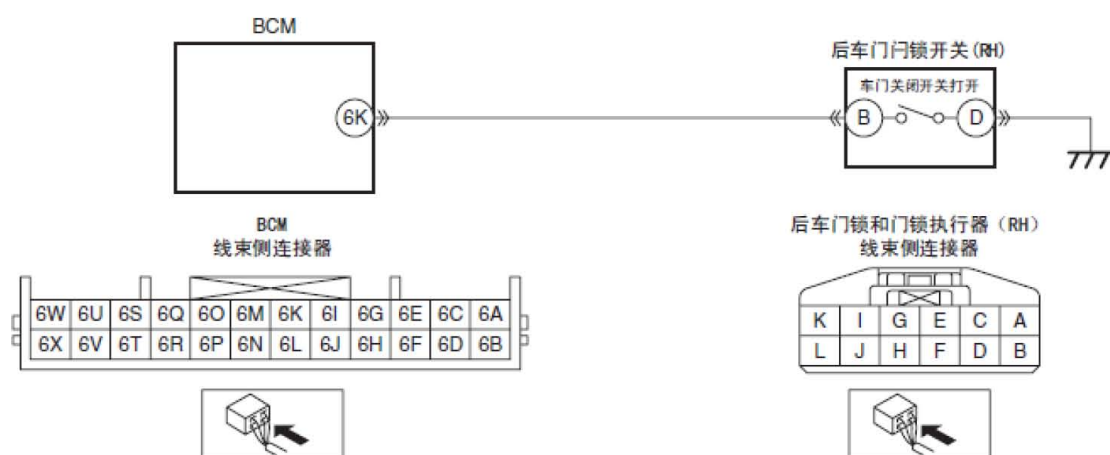 BCM
后车门闩锁开关(RH)
车门关闭开关打开
6K
B
D
BCM
线束侧连接器
后车门锁和门锁执行器（RH）
线束侧连接器
6W 6U 6S 6Q 6O 6M 6K 6I 6G 6E 6C 6A
6X 6V 6T 6R 6P 6N 6L 6J 6H 6F 6D 6B
K I G E C A
L J H F D B